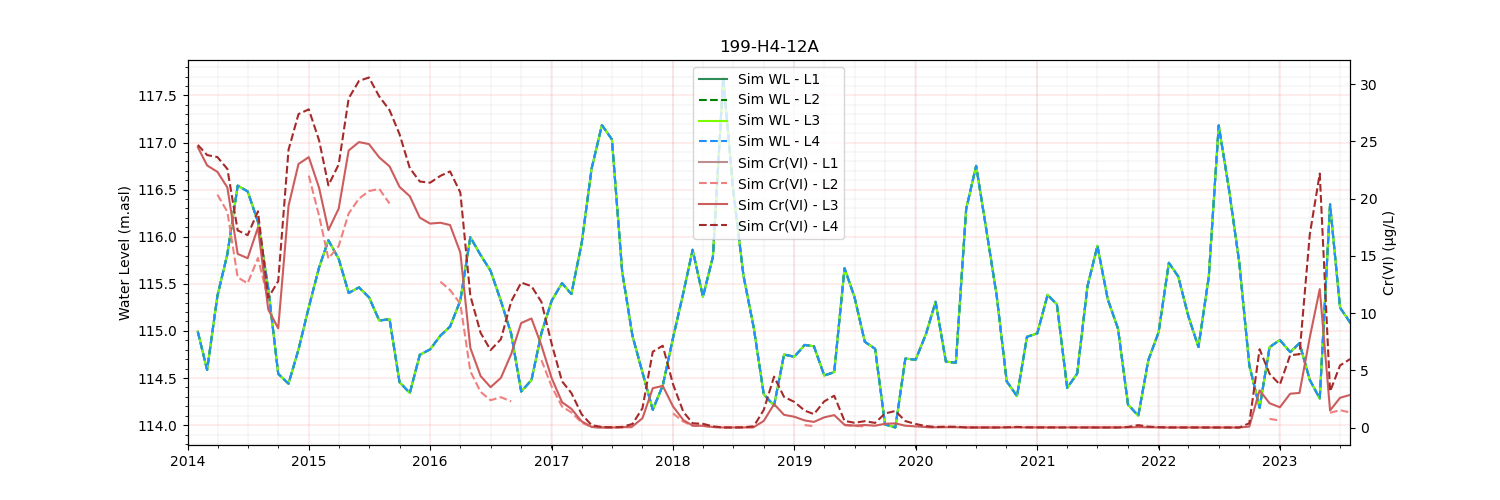 199-H4-12A
Sim WL - L1
Sim WL - L2
Sim WL - L3
Sim WL - L4
Sim Cr(VI) - L1
Sim Cr(VI) - L2
Sim Cr(VI) - L3
Sim Cr(VI) - L4
Water Level (m.asl)
117.5
117.0
116.5
116.0
115.5
115.0
114.5
114.0
Cr(VI) (μg/L)
30
25
20
15
10
5
0
2014 2015 2016 2017 2018 2019 2020 2021 2022 2023